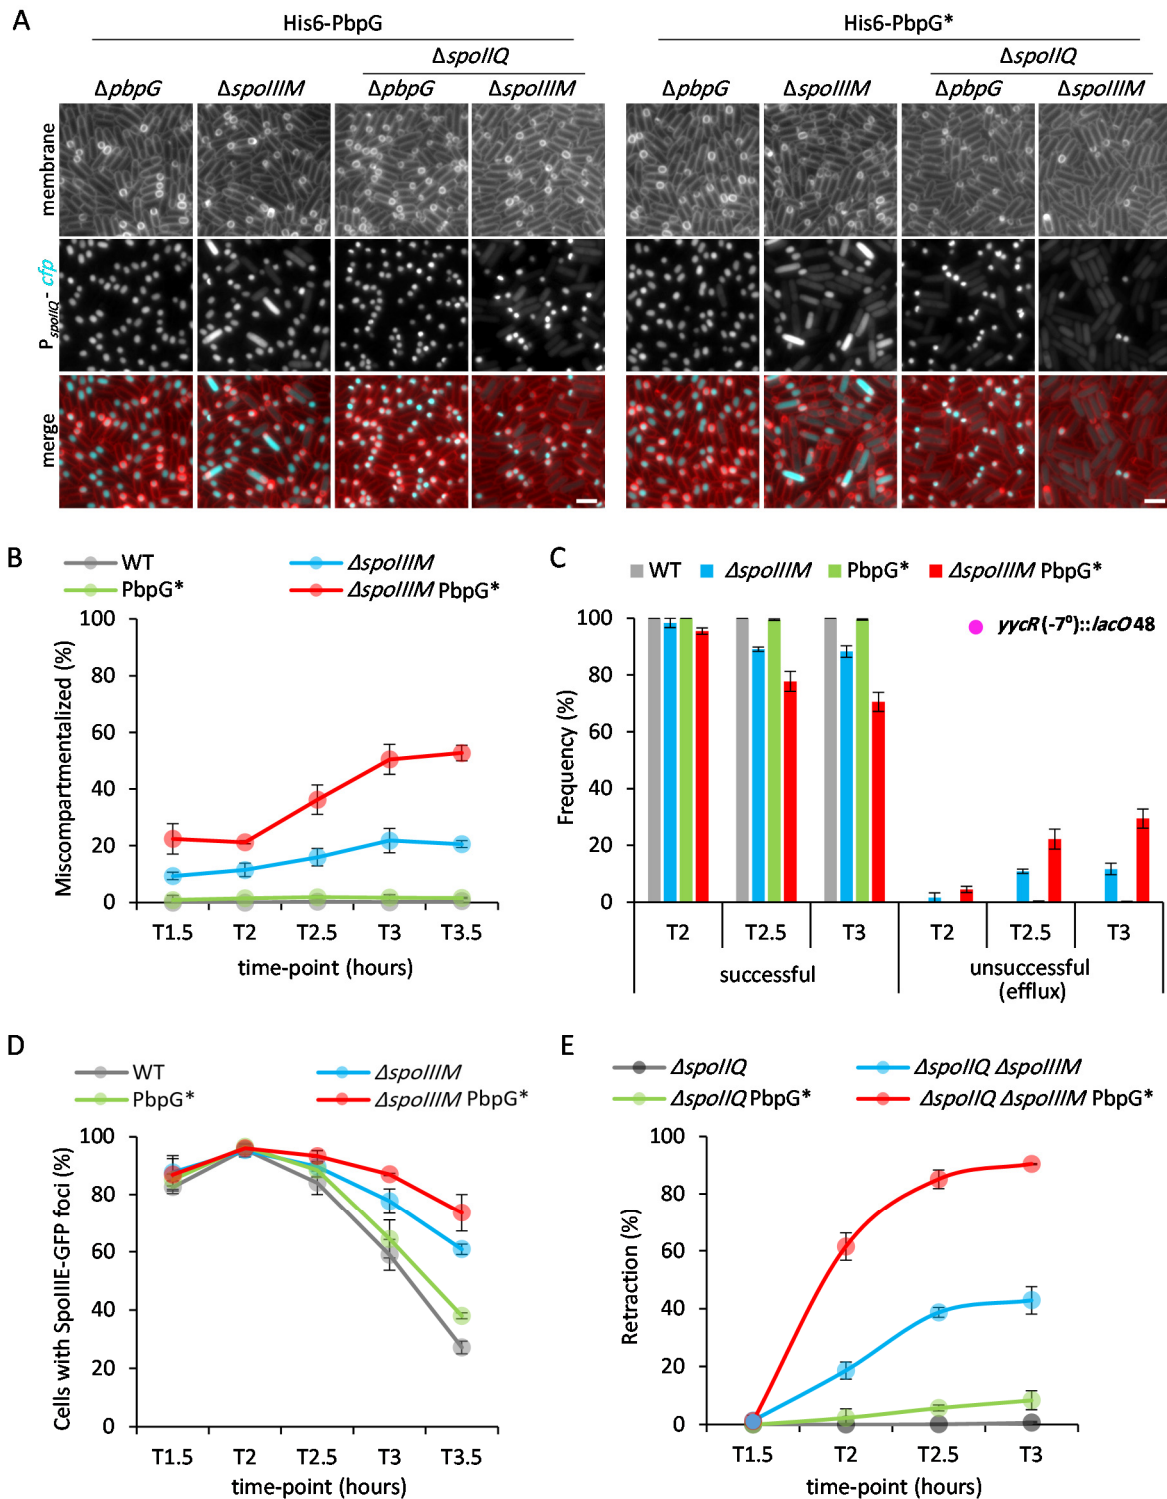 A
His6-PbpG
His6-PbpG*
ΔspoIIQ
ΔspoIIQ
ΔpbpG ΔspoIIIM ΔpbpG ΔspoIIIM
ΔpbpG ΔspoIIIM ΔpbpG ΔspoIIIM
membrane
PspoIIQ- cfp
merge
B
WT ΔspoIIIM
PbpG* ΔspoIIIM PbpG*
Miscompartmentalized (%)
100
80
60
40
20
0
T1.5 T2 T2.5 T3 T3.5
time-point (hours)
C
WT ΔspoIIIM PbpG* ΔspoIIIM PbpG*
yycR (-7⁰)::lacO 48
Frequency (%)
100
80
60
40
20
0
T2 T2.5 T3 T2 T2.5 T3
successful unsuccessful
(efflux)
D
WT ΔspoIIIM
PbpG* ΔspoIIIM PbpG*
Cells with SpoIIIE-GFP foci (%)
100
80
60
40
20
0
T1.5 T2 T2.5 T3 T3.5
time-point (hours)
E
ΔspoIIQ ΔspoIIQ ΔspoIIIM
ΔspoIIQ PbpG* ΔspoIIQ ΔspoIIIM PbpG*
Retraction (%)
100
80
60
40
20
0
T1.5 T2 T2.5 T3
time-point (hours)